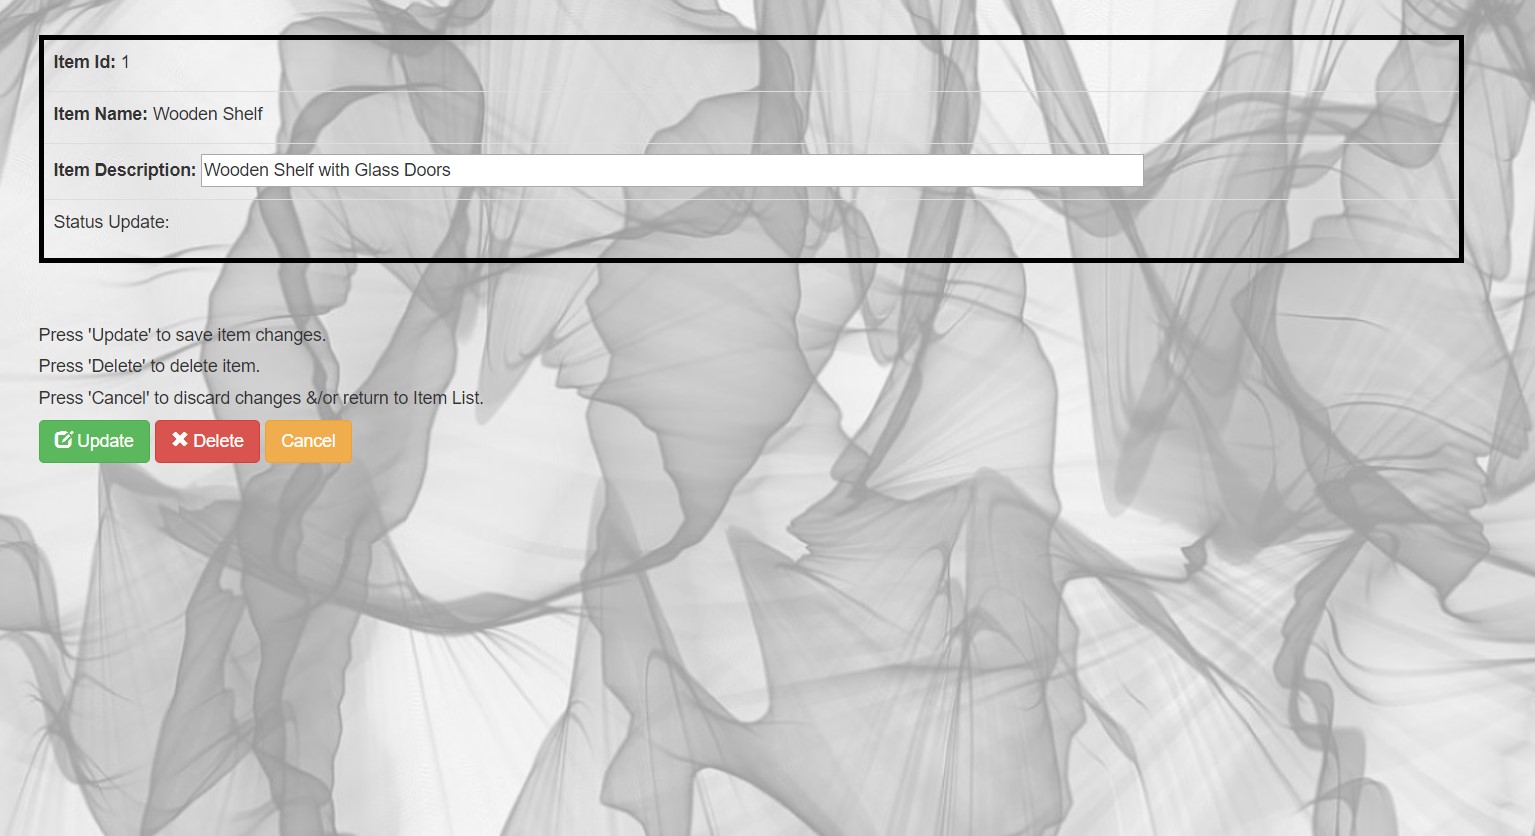 Item Id: 1
Item Name: Wooden Shelf
Item Description: Wooden Shelf with Glass Doors
Status Update:
Press 'Update' to save item changes.
Press 'Delete' to delete item.
Press 'Cancel' to discard changes &/or return to Item List.
Update Delete Cancel